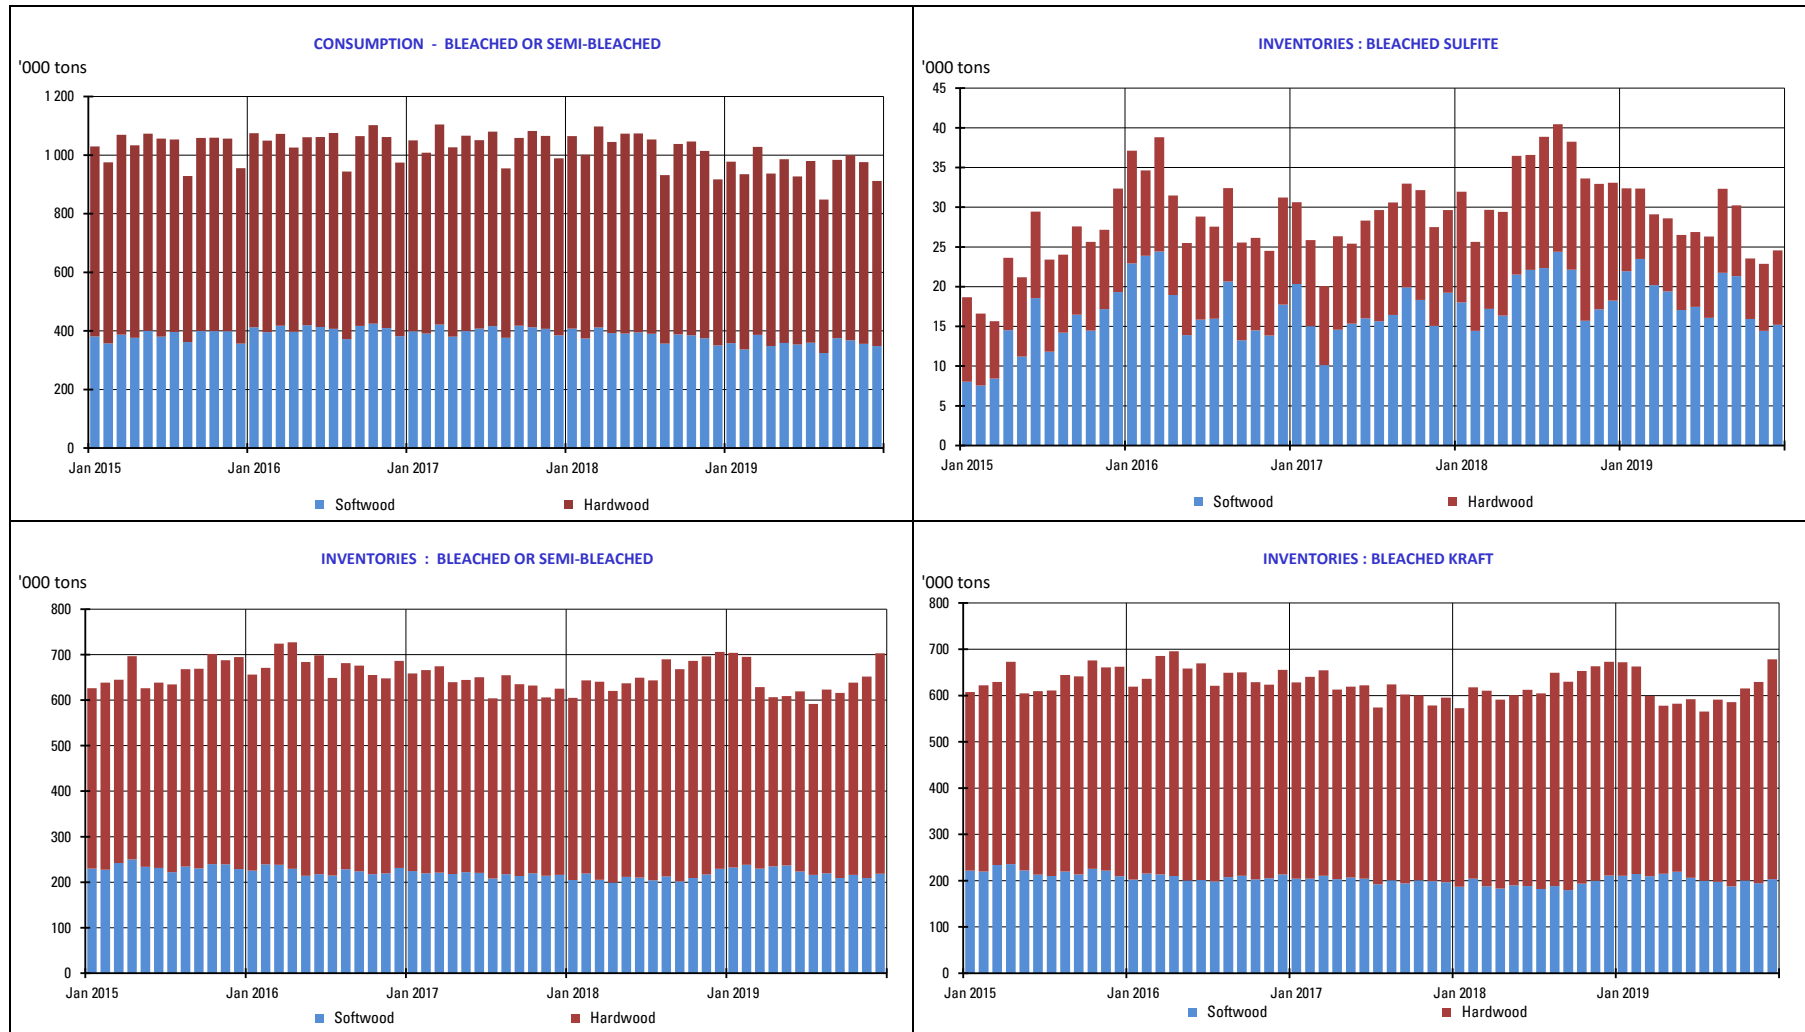 CONSUMPTION - BLEACHED OR SEMI-BLEACHED
'000 tons
1 200
1 000
800
600
400
200
0
Jan 2015 Jan 2016 Jan 2017 Jan 2018 Jan 2019
Softwood Hardwood
INVENTORIES : BLEACHED SULFITE
'000 tons
45
40
35
30
25
20
15
10
5
0
Jan 2015 Jan 2016 Jan 2017 Jan 2018 Jan 2019
Softwood Hardwood
INVENTORIES : BLEACHED OR SEMI-BLEACHED
'000 tons
800
700
600
500
400
300
200
100
0
Jan 2015 Jan 2016 Jan 2017 Jan 2018 Jan 2019
Softwood Hardwood
INVENTORIES : BLEACHED KRAFT
'000 tons
800
700
600
500
400
300
200
100
0
Jan 2015 Jan 2016 Jan 2017 Jan 2018 Jan 2019
Softwood Hardwood